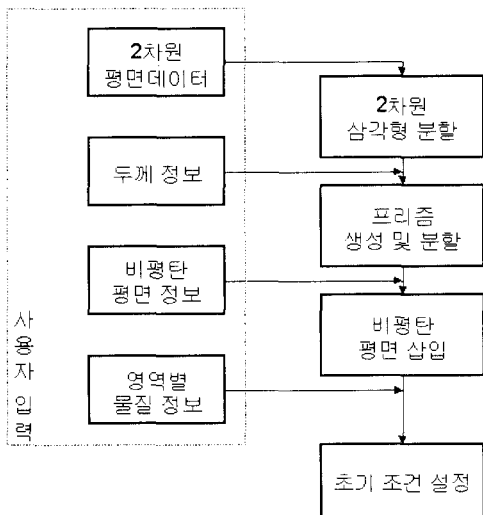 2차원
평면데이터
2차원
삼각형 분할
두께 정보
프리즘
생성 및 분할
비평탄
평면 정보
비평탄
평면 삽입
영역별
물질 정보
초기 조건 설정
사
용
자
입
력